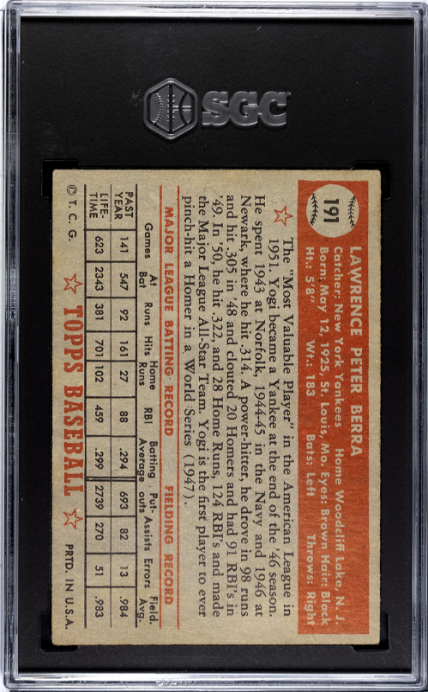 SGC
191
LAWRENCE PETER BERRA
Catcher: New York Yankees Home Woodcliff Lake, N. J.
Born: May 12, 1925, St. Louis, Mo. Eyes: Brown Hair: Black
Ht.: 5'8" Wt.: 183 Bats: Left Throws: Right
The "Most Valuable Player" in the American League in
1951. Yogi became a Yankee at the end of the '46 season.
He spent 1943 at Norfolk, 1944-45 in the Navy and 1946 at
Newark, where he hit .314. A power-hitter, he drove in 98 runs
and hit .305 in '48 and clouted 20 Homers and had 91 RBI's in
'49. In '50, he hit .322, and 28 Home Runs, 124 RBI's and made
the Major League All-Star Team. Yogi is the first player to ever
pinch-hit a Homer in a World Series (1947).
MAJOR LEAGUE BATTING RECORD FIELDING RECORD
Games At Bat Runs Hits Home Runs RBI Batting Average Put-outs Assists Errors Field. Avg.
PAST YEAR 141 547 92 161 27 88 .294 693 82 13 .984
LIFE-TIME 623 2343 381 701 102 459 .299 2739 270 51 .983
© T. C. G. ☆ TOPPS BASEBALL ☆ PRTD. IN U.S.A.